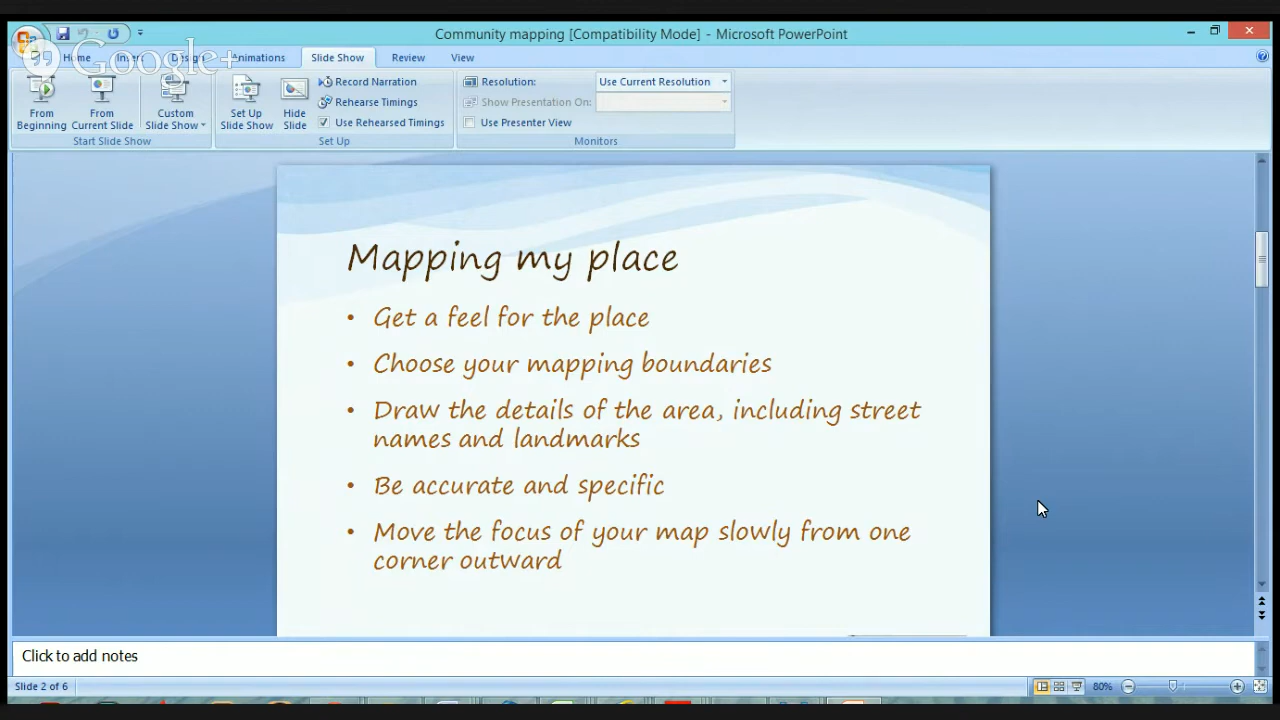 Community mapping [Compatibility Mode] - Microsoft PowerPoint
Google+
Home Insert Design Animations Slide Show Review View
From Beginning
From Current Slide
Custom Slide Show
Start Slide Show
Set Up Slide Show
Hide Slide
Record Narration
Rehearse Timings
Use Rehearsed Timings
Set Up
Resolution: Use Current Resolution
Show Presentation On:
Use Presenter View
Monitors
Mapping my place
• Get a feel for the place
• Choose your mapping boundaries
• Draw the details of the area, including street
names and landmarks
• Be accurate and specific
• Move the focus of your map slowly from one
corner outward
Click to add notes
Slide 2 of 6
80%